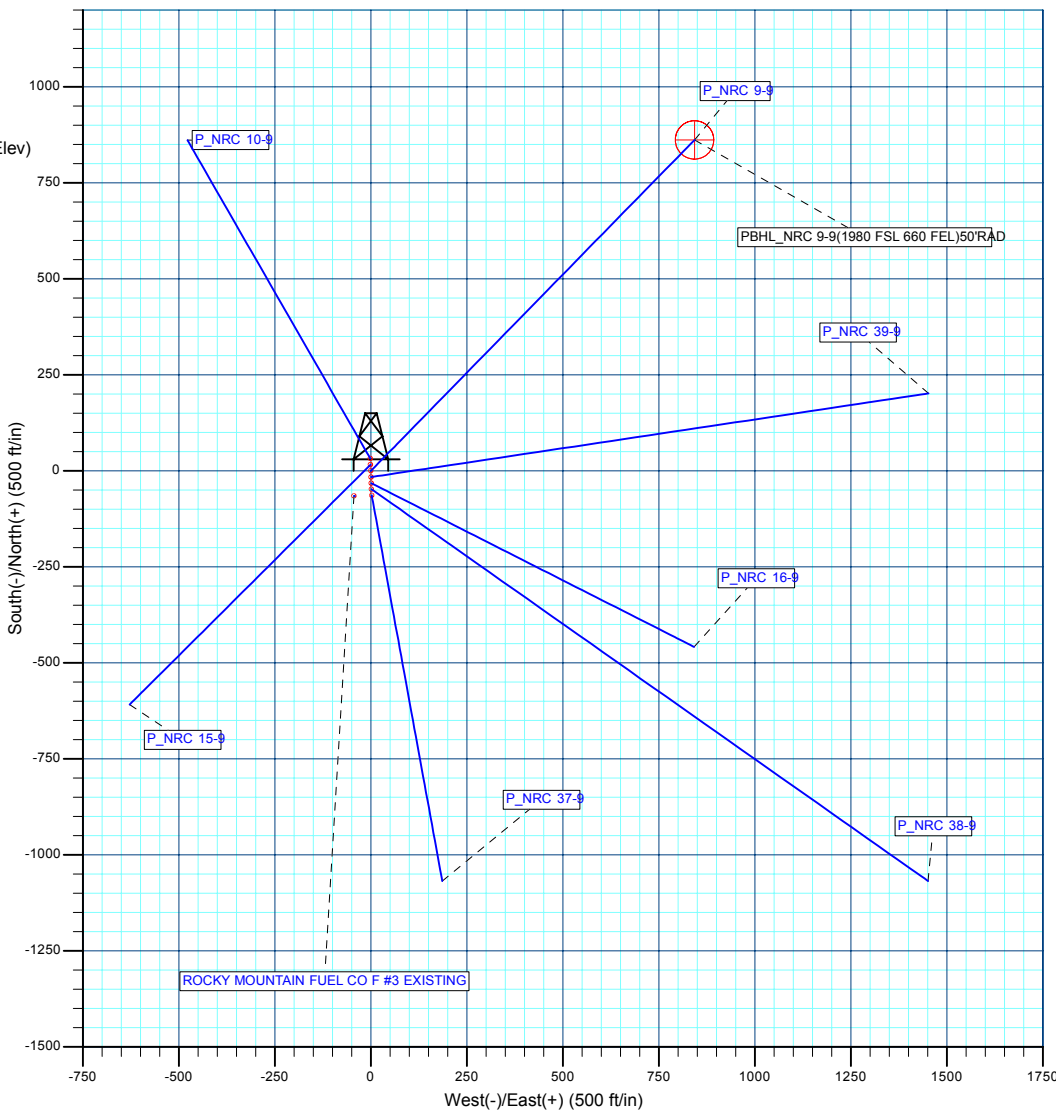 1000
750
500
250
0
-250
-500
-750
-1000
-1250
-1500
South(-)/North(+) (500 ft/in)
Elev)
P_NRC 9-9
P_NRC 10-9
PBHL_NRC 9-9(1980 FSL 660 FEL)50'RAD
P_NRC 39-9
P_NRC 16-9
P_NRC 15-9
P_NRC 37-9
P_NRC 38-9
ROCKY MOUNTAIN FUEL CO F #3 EXISTING
-750
-500
-250
0
250
500
750
1000
1250
1500
1750
West(-)/East(+) (500 ft/in)